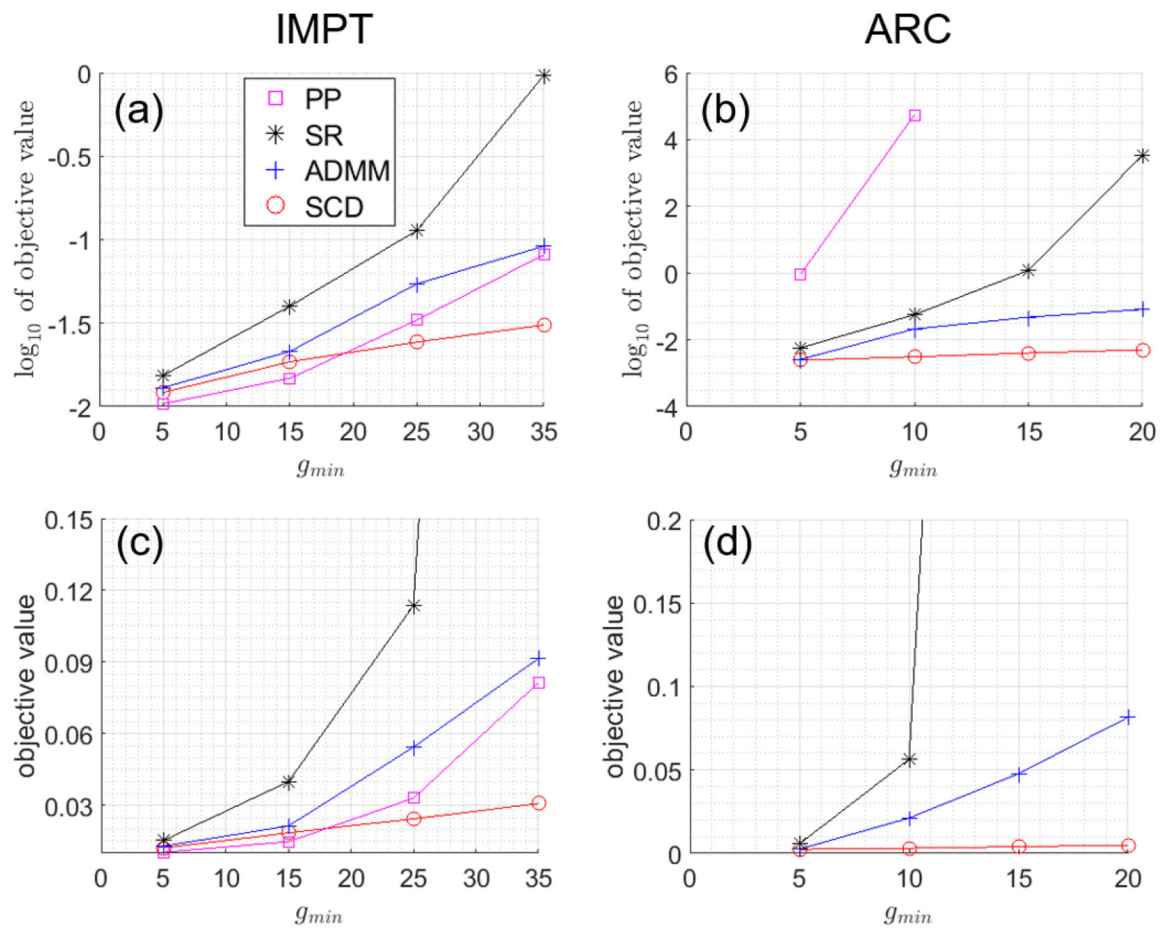 IMPT
ARC
(a)
log10 of objective value
0
-0.5
-1
-1.5
-2
0 5 10 15 20 25 30 35
gmin
PP
SR
ADMM
SCD
(b)
log10 of objective value
6
4
2
0
-2
-4
0 5 10 15 20
gmin
(c)
objective value
0.15
0.12
0.09
0.06
0.03
0 5 10 15 20 25 30 35
gmin
(d)
objective value
0.2
0.15
0.1
0.05
0
0 5 10 15 20
gmin